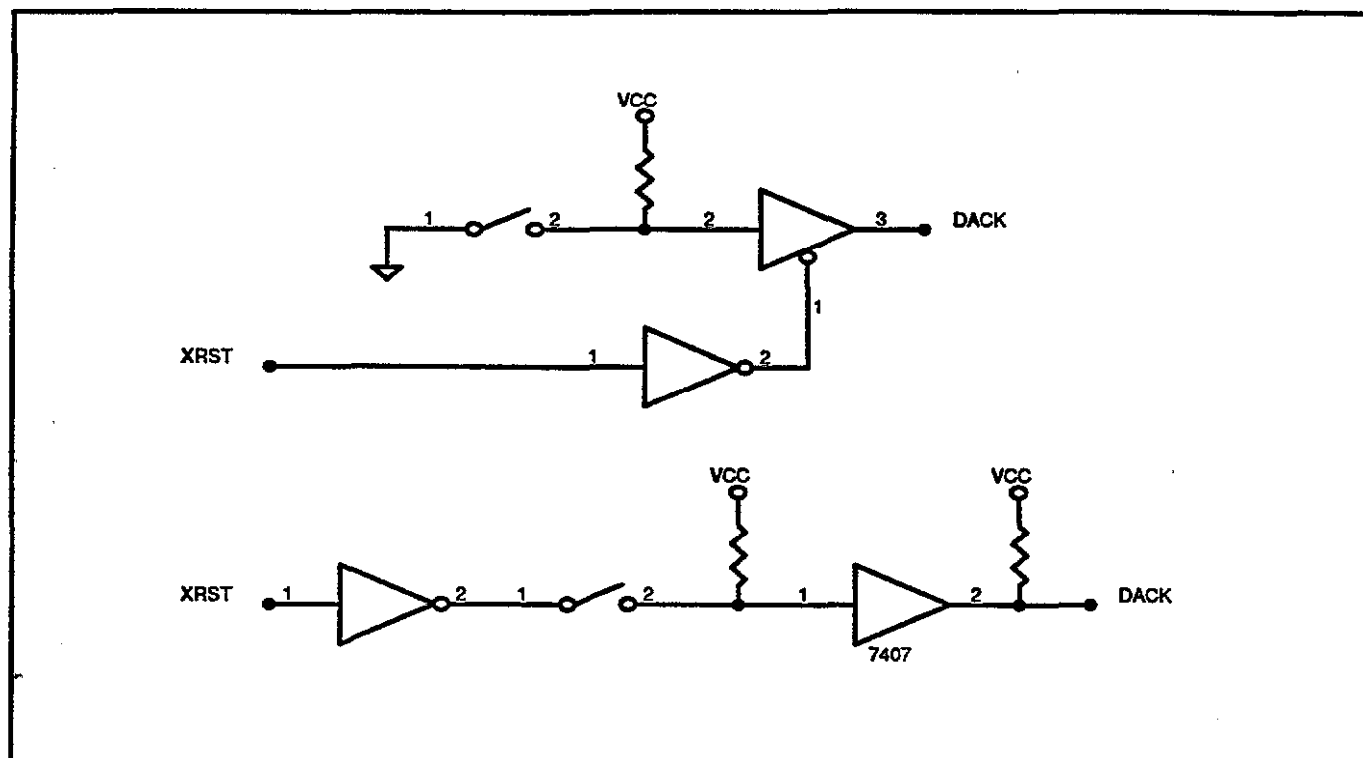 VCC
1 2 2 3 DACK
1
XRST 1 2
VCC VCC
XRST 1 2 1 2 1 2 DACK
7407